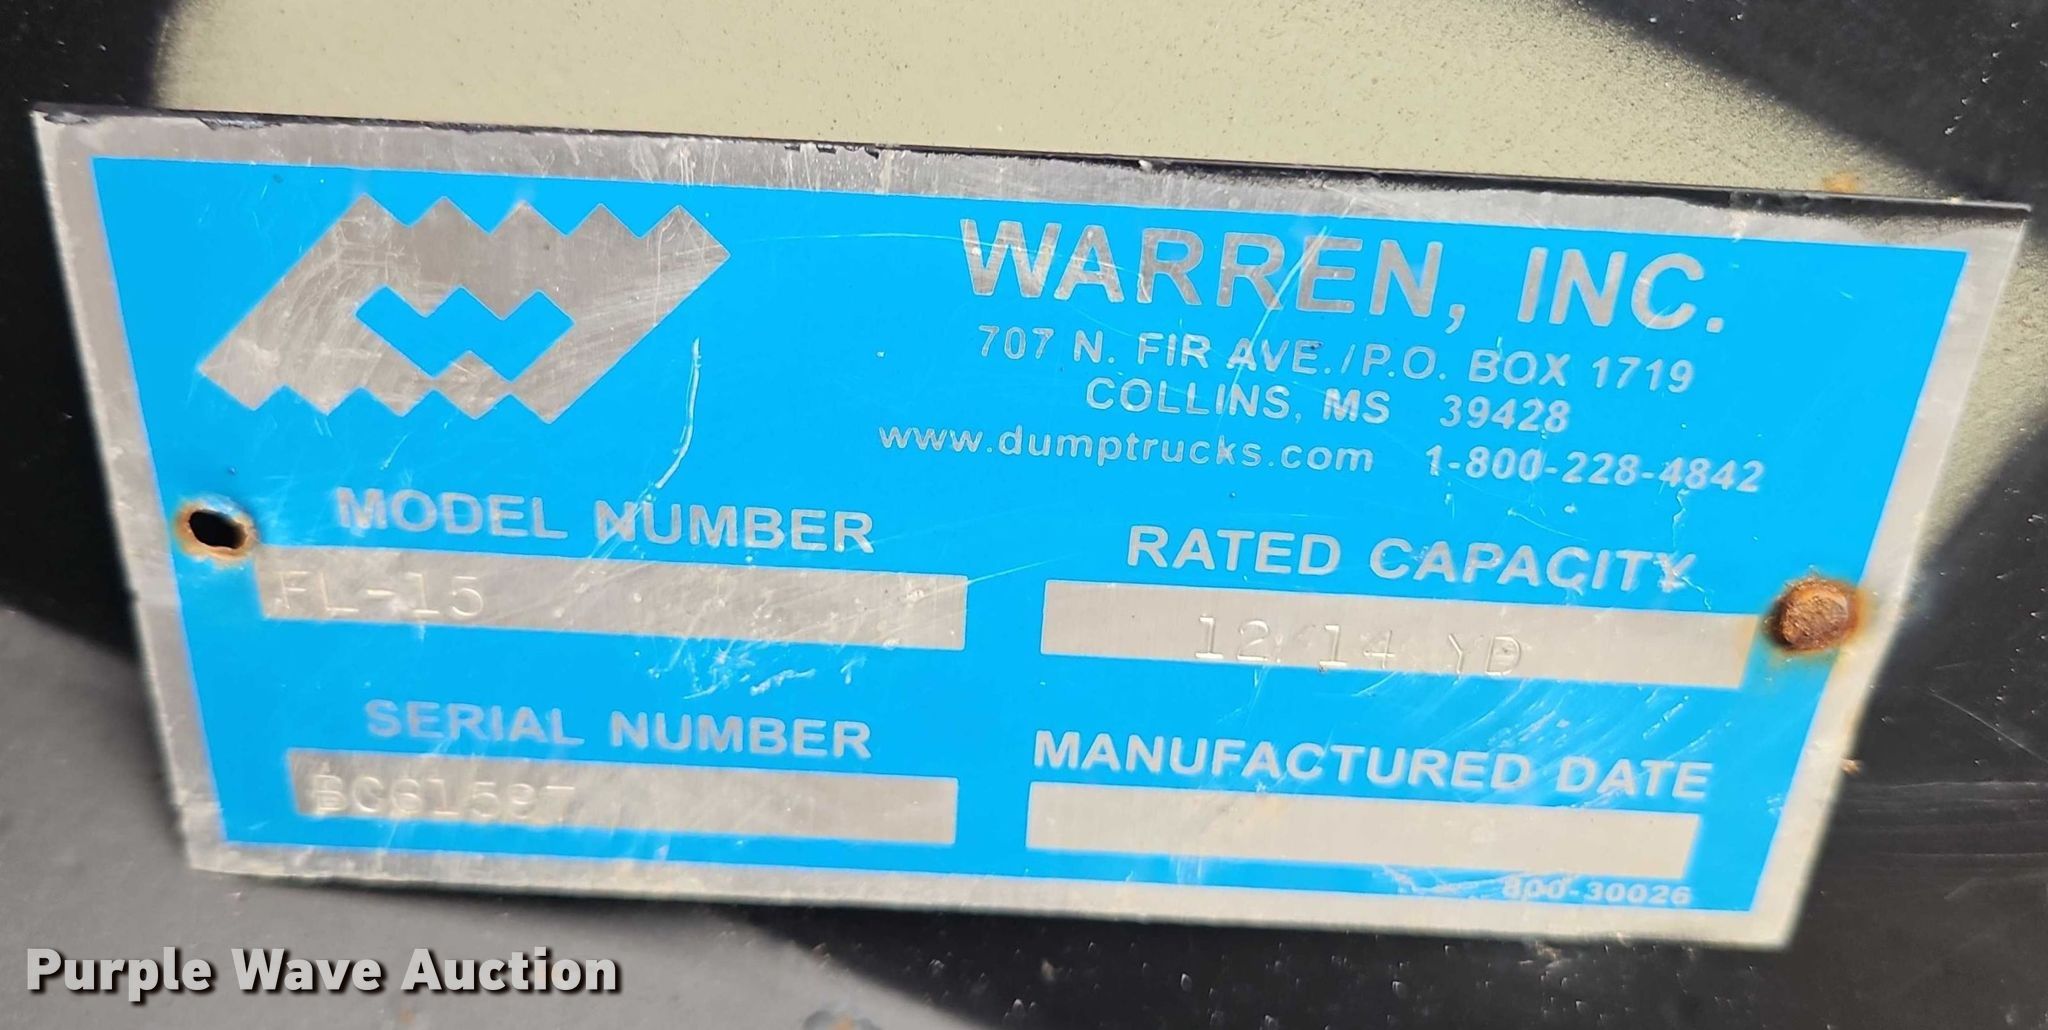 WARREN, INC.
707 N. FIR AVE./P.O. BOX 1719
COLLINS, MS 39428
www.dumptrucks.com 1-800-228-4842
MODEL NUMBER
FL-15
RATED CAPACITY
12 14 YD
SERIAL NUMBER
BC61587
MANUFACTURED DATE
800-30026
Purple Wave Auction